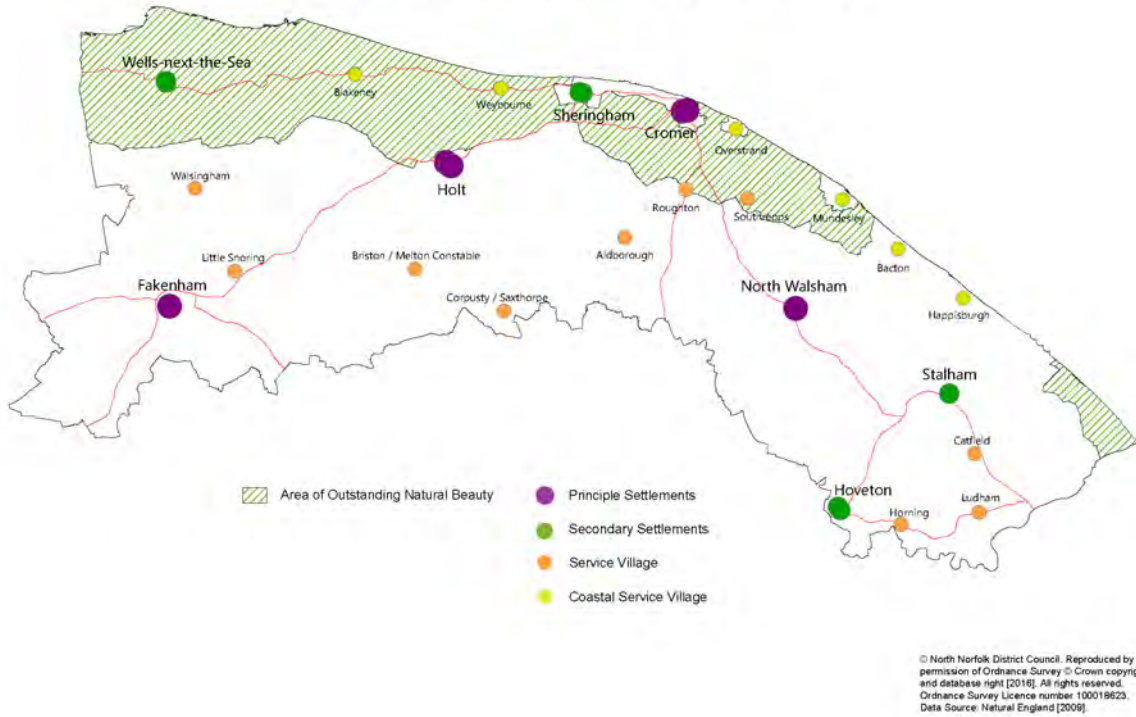 Wells-next-the-Sea
Blakeney
Weybourne
Sheringham
Cromer
Overstrand
Walsingham
Holt
Roughton
Southrepps
Mundesley
Aldborough
Bacton
Little Snoring
Briston / Melton Constable
Fakenham
North Walsham
Happisburgh
Corpusty / Saxthorpe
Stalham
Catfield
Hoveton
Horning
Ludham
Area of Outstanding Natural Beauty
Principle Settlements
Secondary Settlements
Service Village
Coastal Service Village
© North Norfolk District Council. Reproduced by
permission of Ordnance Survey © Crown copyrig
and database right [2016]. All rights reserved.
Ordnance Survey Licence number 100018623.
Data Source: Natural England [2009].